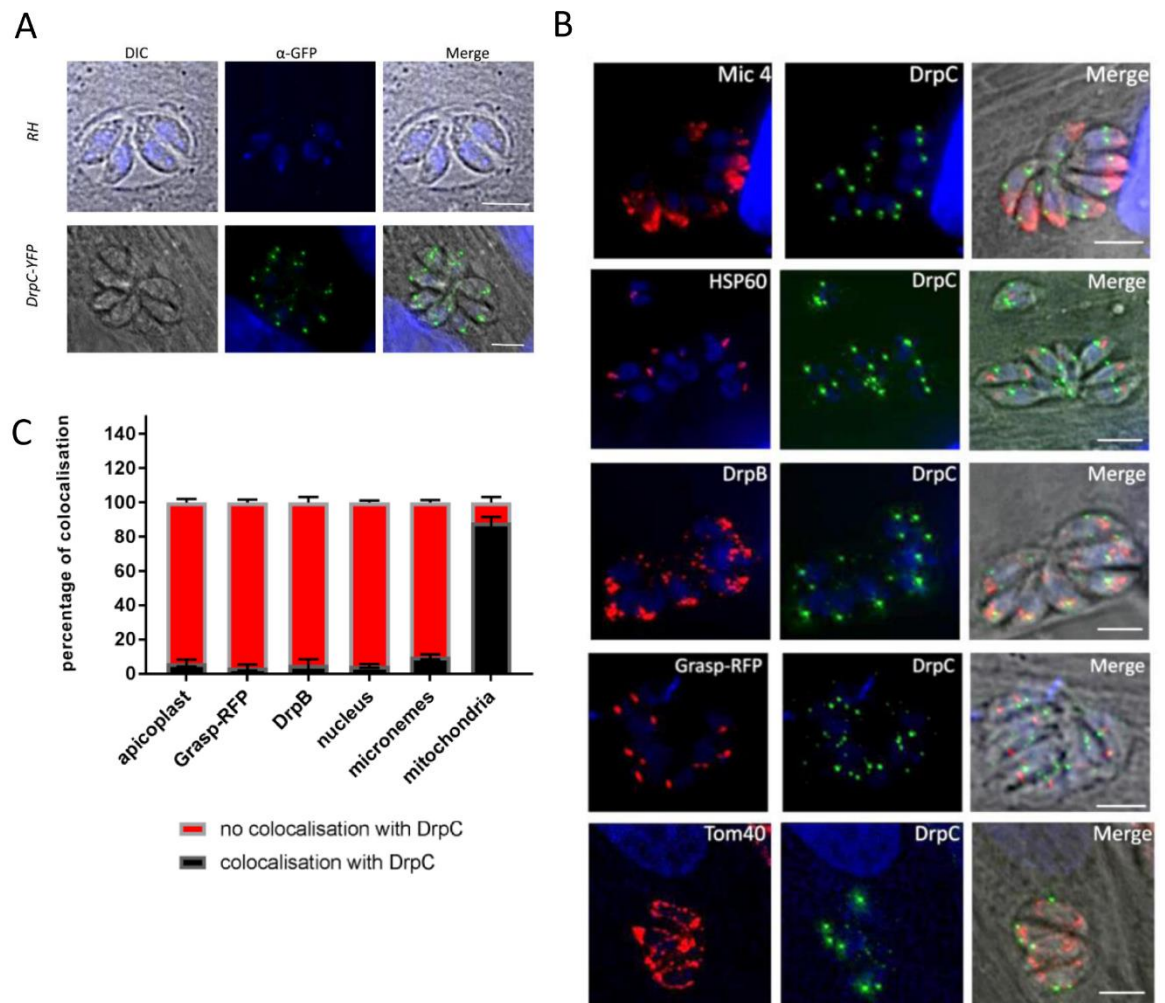 A
DIC α-GFP Merge
RH
DrpC-YFP
B
Mic 4 DrpC Merge
HSP60 DrpC Merge
DrpB DrpC Merge
Grasp-RFP DrpC Merge
Tom40 DrpC Merge
C
percentage of colocalisation
140
120
100
80
60
40
20
0
apicoplast
Grasp-RFP
DrpB
nucleus
micronemes
mitochondria
no colocalisation with DrpC
colocalisation with DrpC